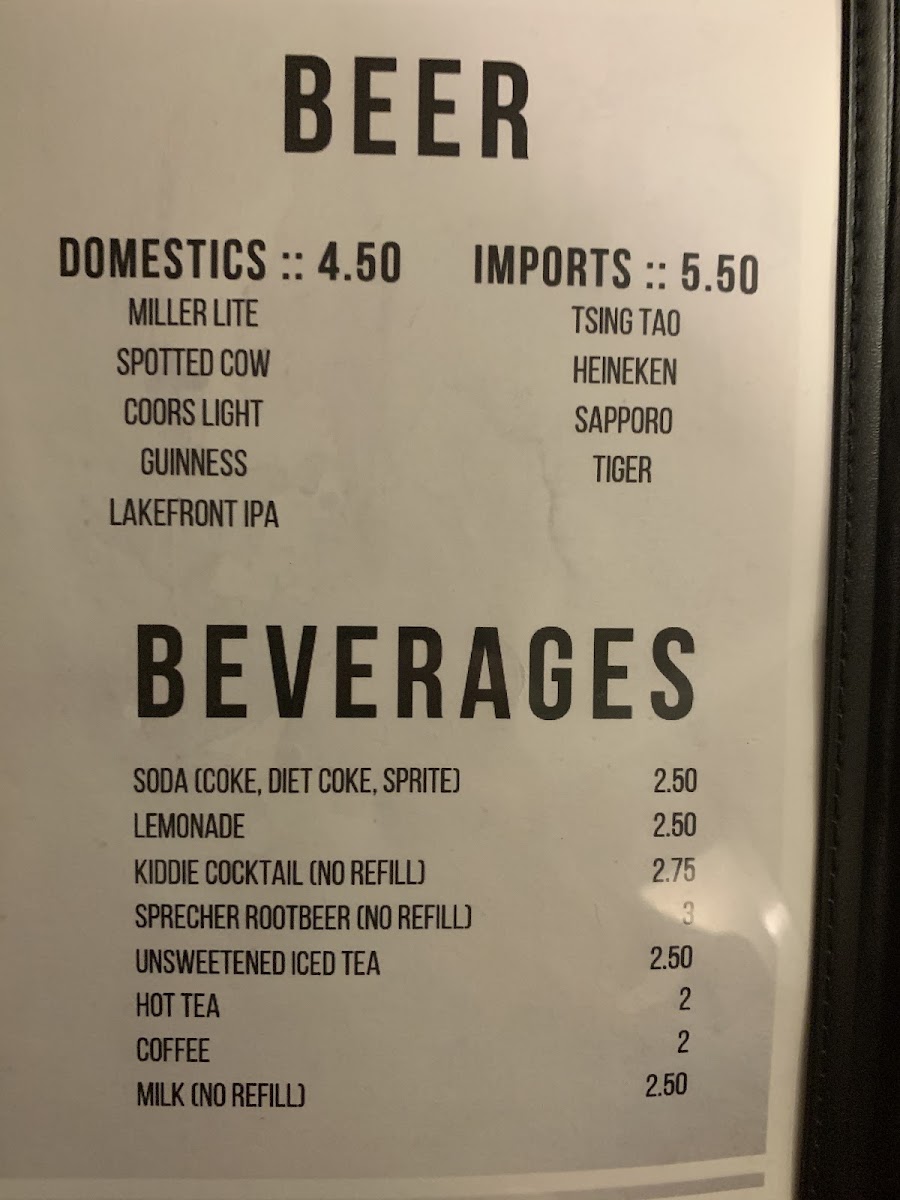 BEER
DOMESTICS :: 4.50
MILLER LITE
SPOTTED COW
COORS LIGHT
GUINNESS
LAKEFRONT IPA
IMPORTS :: 5.50
TSING TAO
HEINEKEN
SAPPORO
TIGER
BEVERAGES
SODA (COKE, DIET COKE, SPRITE) 2.50
LEMONADE 2.50
KIDDIE COCKTAIL (NO REFILL) 2.75
SPRECHER ROOTBEER (NO REFILL) 3
UNSWEETENED ICED TEA 2.50
HOT TEA 2
COFFEE 2
MILK (NO REFILL) 2.50